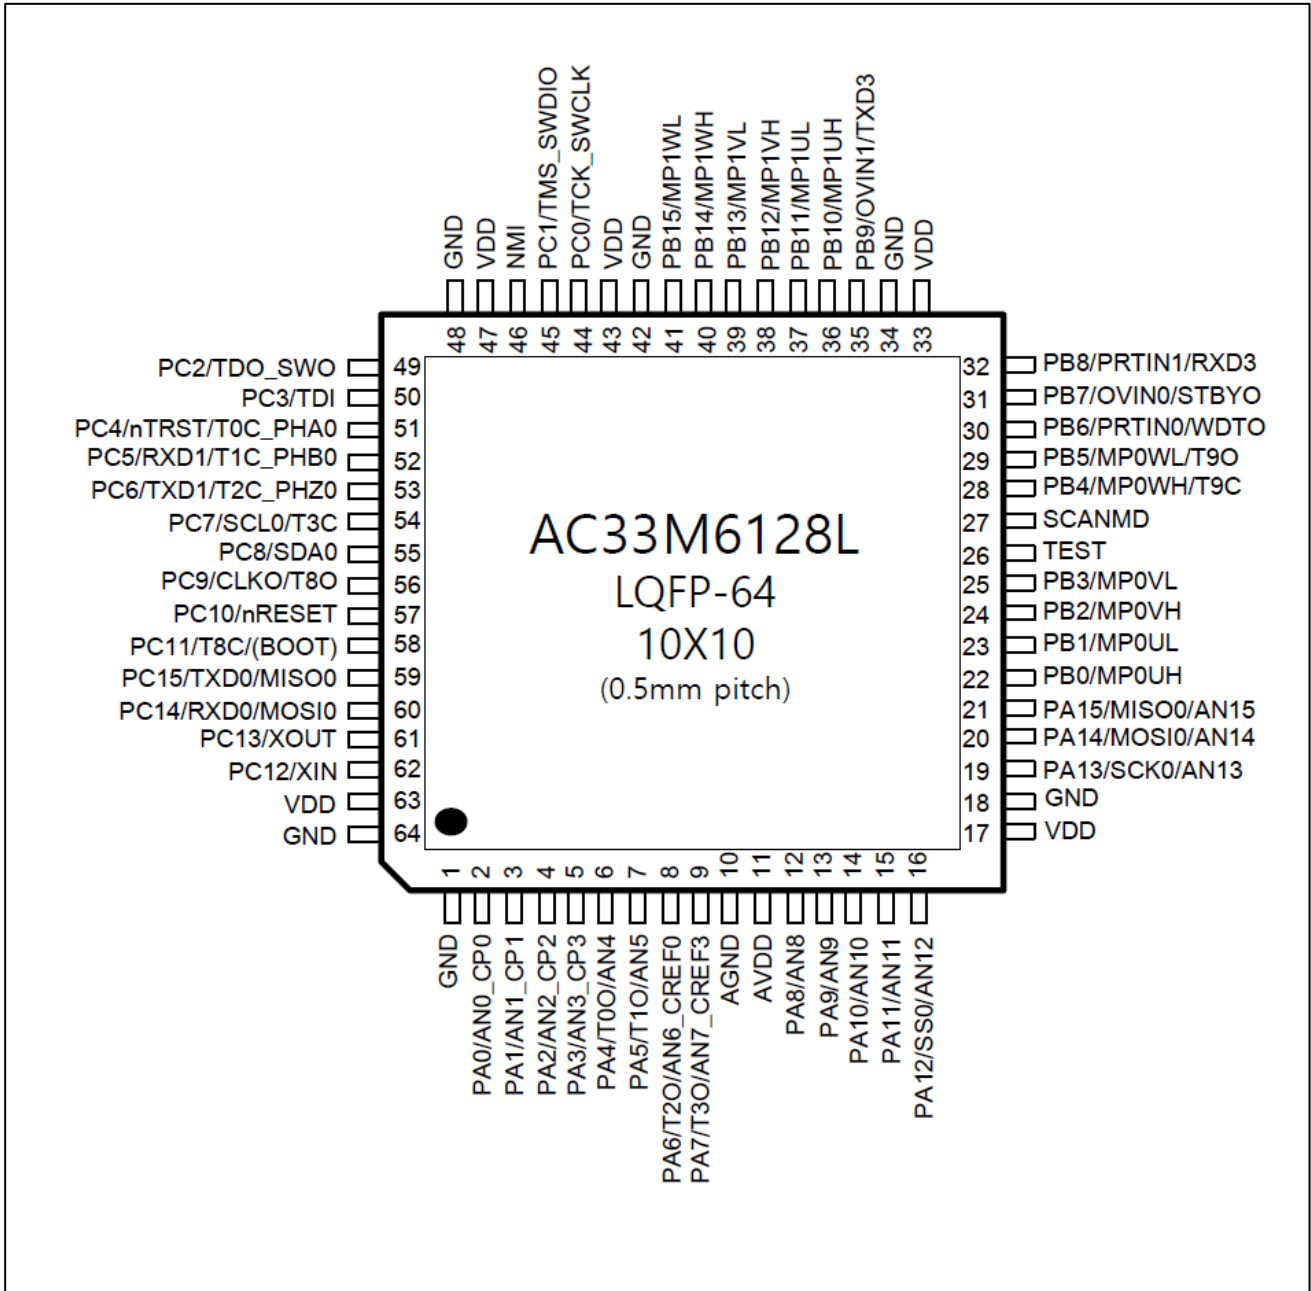 GND
VDD
NMI
PC1/TMS_SWDIO
PC0/TCK_SWCLK
VDD
GND
PB15/MP1WL
PB14/MP1WH
PB13/MP1VL
PB12/MP1VH
PB11/MP1UL
PB10/MP1UH
PB9/OVIN1/TXD3
GND
VDD
48
47
46
45
44
43
42
41
40
39
38
37
36
35
34
33
PC2/TDO_SWO 49
PC3/TDI 50
PC4/nTRST/T0C_PHA0 51
PC5/RXD1/T1C_PHB0 52
PC6/TXD1/T2C_PHZ0 53
PC7/SCL0/T3C 54
PC8/SDA0 55
PC9/CLKO/T8O 56
PC10/nRESET 57
PC11/T8C/(BOOT) 58
PC15/TXD0/MISO0 59
PC14/RXD0/MOSI0 60
PC13/XOUT 61
PC12/XIN 62
VDD 63
GND 64
AC33M6128L
LQFP-64
10X10
(0.5mm pitch)
32 PB8/PRTIN1/RXD3
31 PB7/OVIN0/STBYO
30 PB6/PRTIN0/WDTO
29 PB5/MP0WL/T9O
28 PB4/MP0WH/T9C
27 SCANMD
26 TEST
25 PB3/MP0VL
24 PB2/MP0VH
23 PB1/MP0UL
22 PB0/MP0UH
21 PA15/MISO0/AN15
20 PA14/MOSI0/AN14
19 PA13/SCK0/AN13
18 GND
17 VDD
1
2
3
4
5
6
7
8
9
10
11
12
13
14
15
16
GND
PA0/AN0_CP0
PA1/AN1_CP1
PA2/AN2_CP2
PA3/AN3_CP3
PA4/T0O/AN4
PA5/T1O/AN5
PA6/T2O/AN6_CREF0
PA7/T3O/AN7_CREF3
AGND
AVDD
PA8/AN8
PA9/AN9
PA10/AN10
PA11/AN11
PA12/SS0/AN12